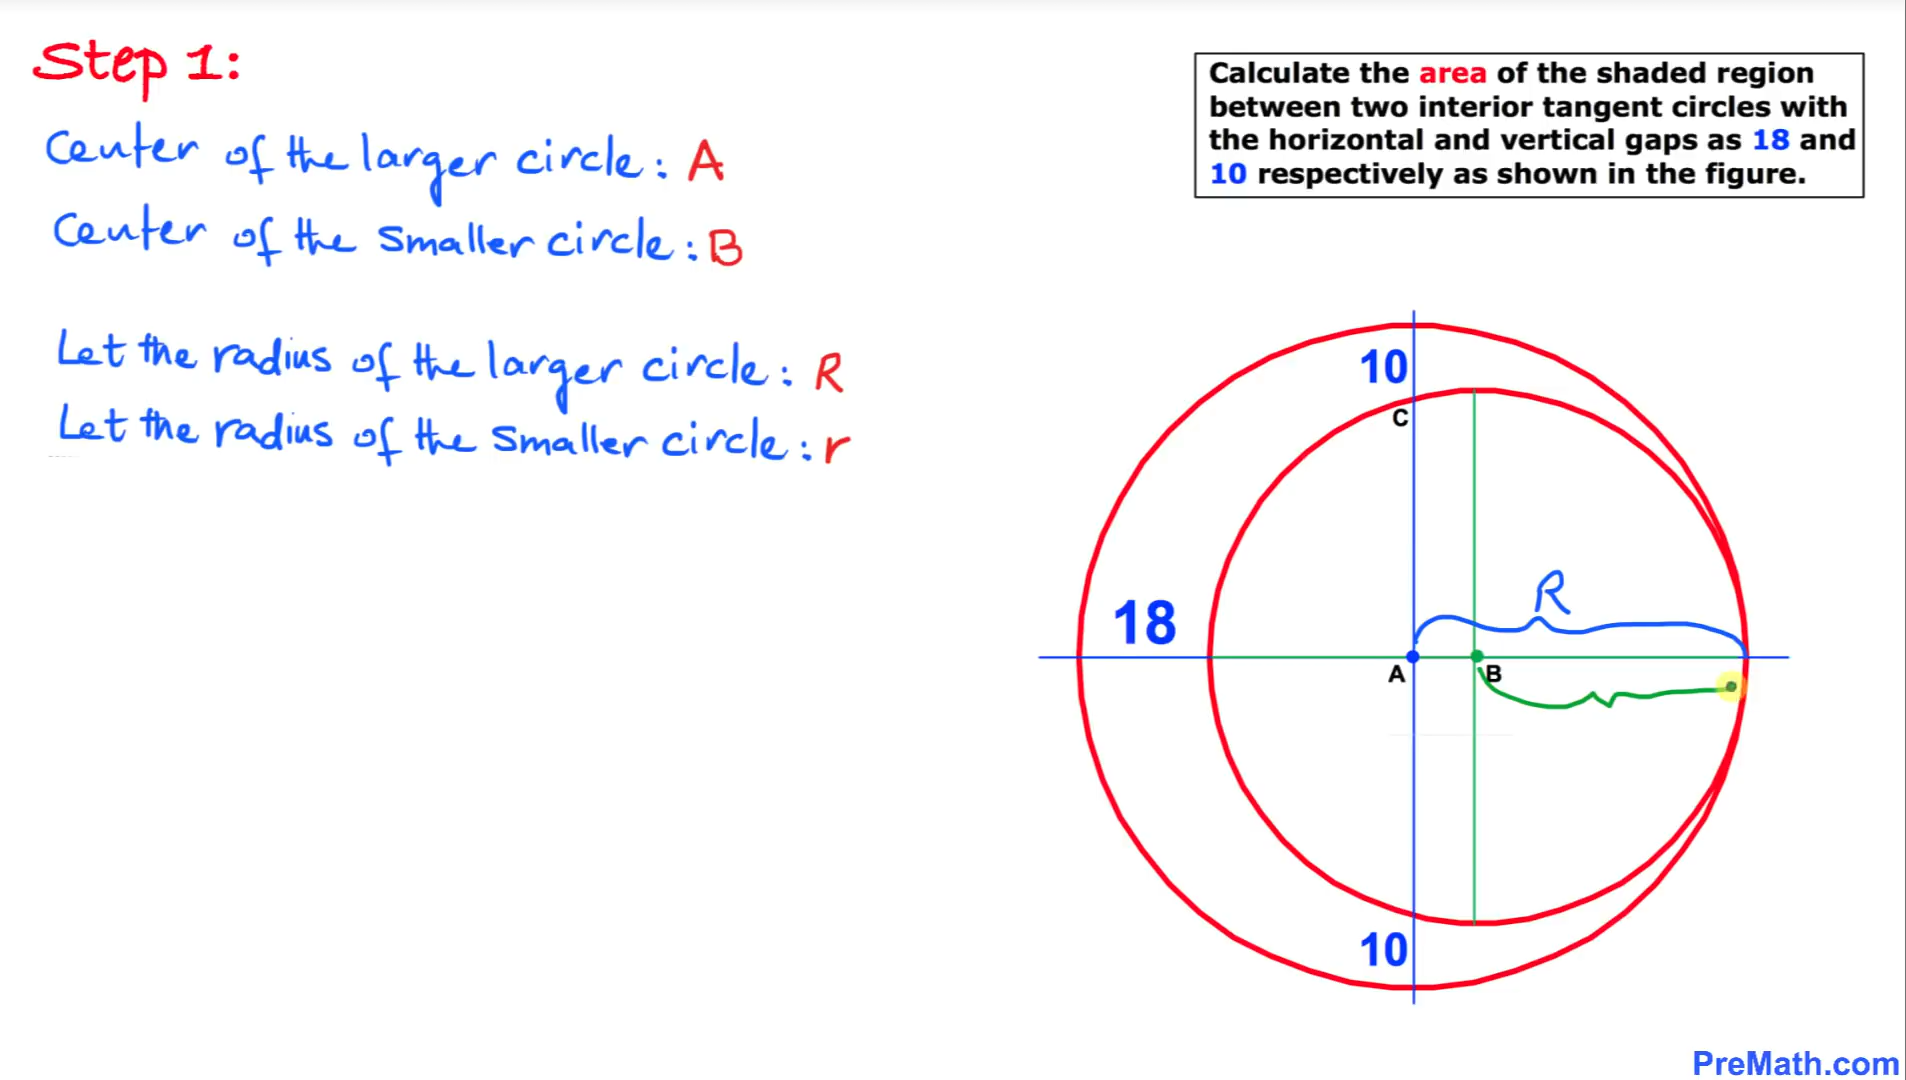 Step 1:
Center of the larger circle: A
Center of the smaller circle: B
Let the radius of the larger circle: R
Let the radius of the smaller circle: r
Calculate the area of the shaded region
between two interior tangent circles with
the horizontal and vertical gaps as 18 and
10 respectively as shown in the figure.
10
C
18
R
A
B
10
PreMath.com